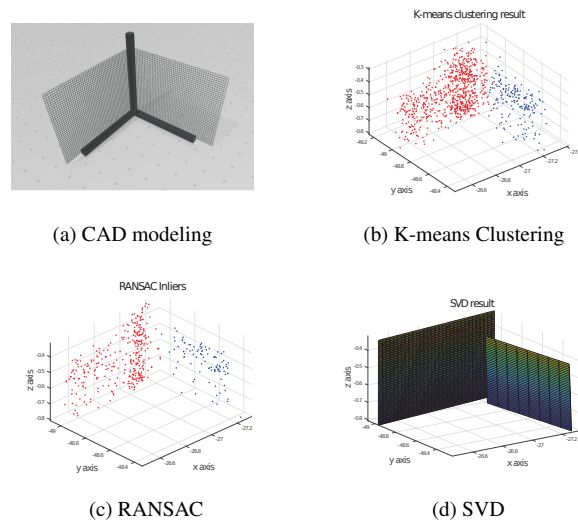 K-means clustering result
z axis
-0.3
-0.4
-0.5
-0.6
-0.7
-0.8
-49.2
-49
-48.8
-48.6
-48.4
y axis
-26.6
-26.8
-27
-27.2
x axis
(a) CAD modeling
(b) K-means Clustering
RANSAC Inliers
z axis
-0.4
-0.5
-0.6
-0.7
-0.8
-49
-48.8
-48.6
-48.4
y axis
-26.6
-26.8
-27
-27.2
x axis
SVD result
z axis
-0.4
-0.5
-0.6
-0.7
-0.8
-49
-48.8
-48.6
-48.4
y axis
-26.6
-26.8
-27
-27.2
x axis
(c) RANSAC
(d) SVD